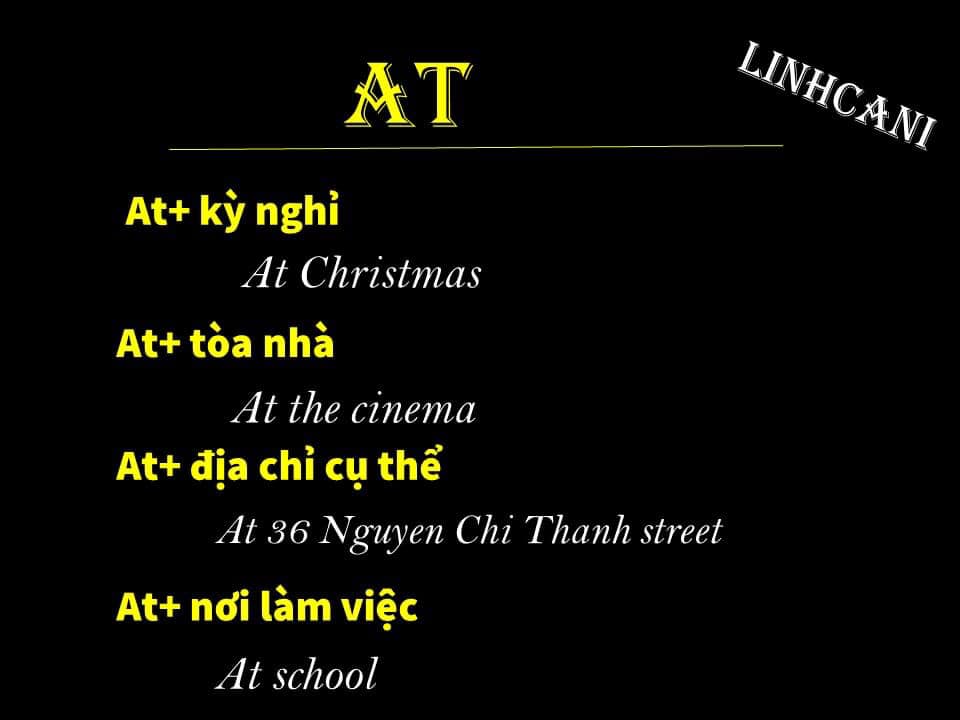 AT
LINHCANI
At+ kỳ nghỉ
At Christmas
At+ tòa nhà
At the cinema
At+ địa chỉ cụ thể
At 36 Nguyen Chi Thanh street
At+ nơi làm việc
At school